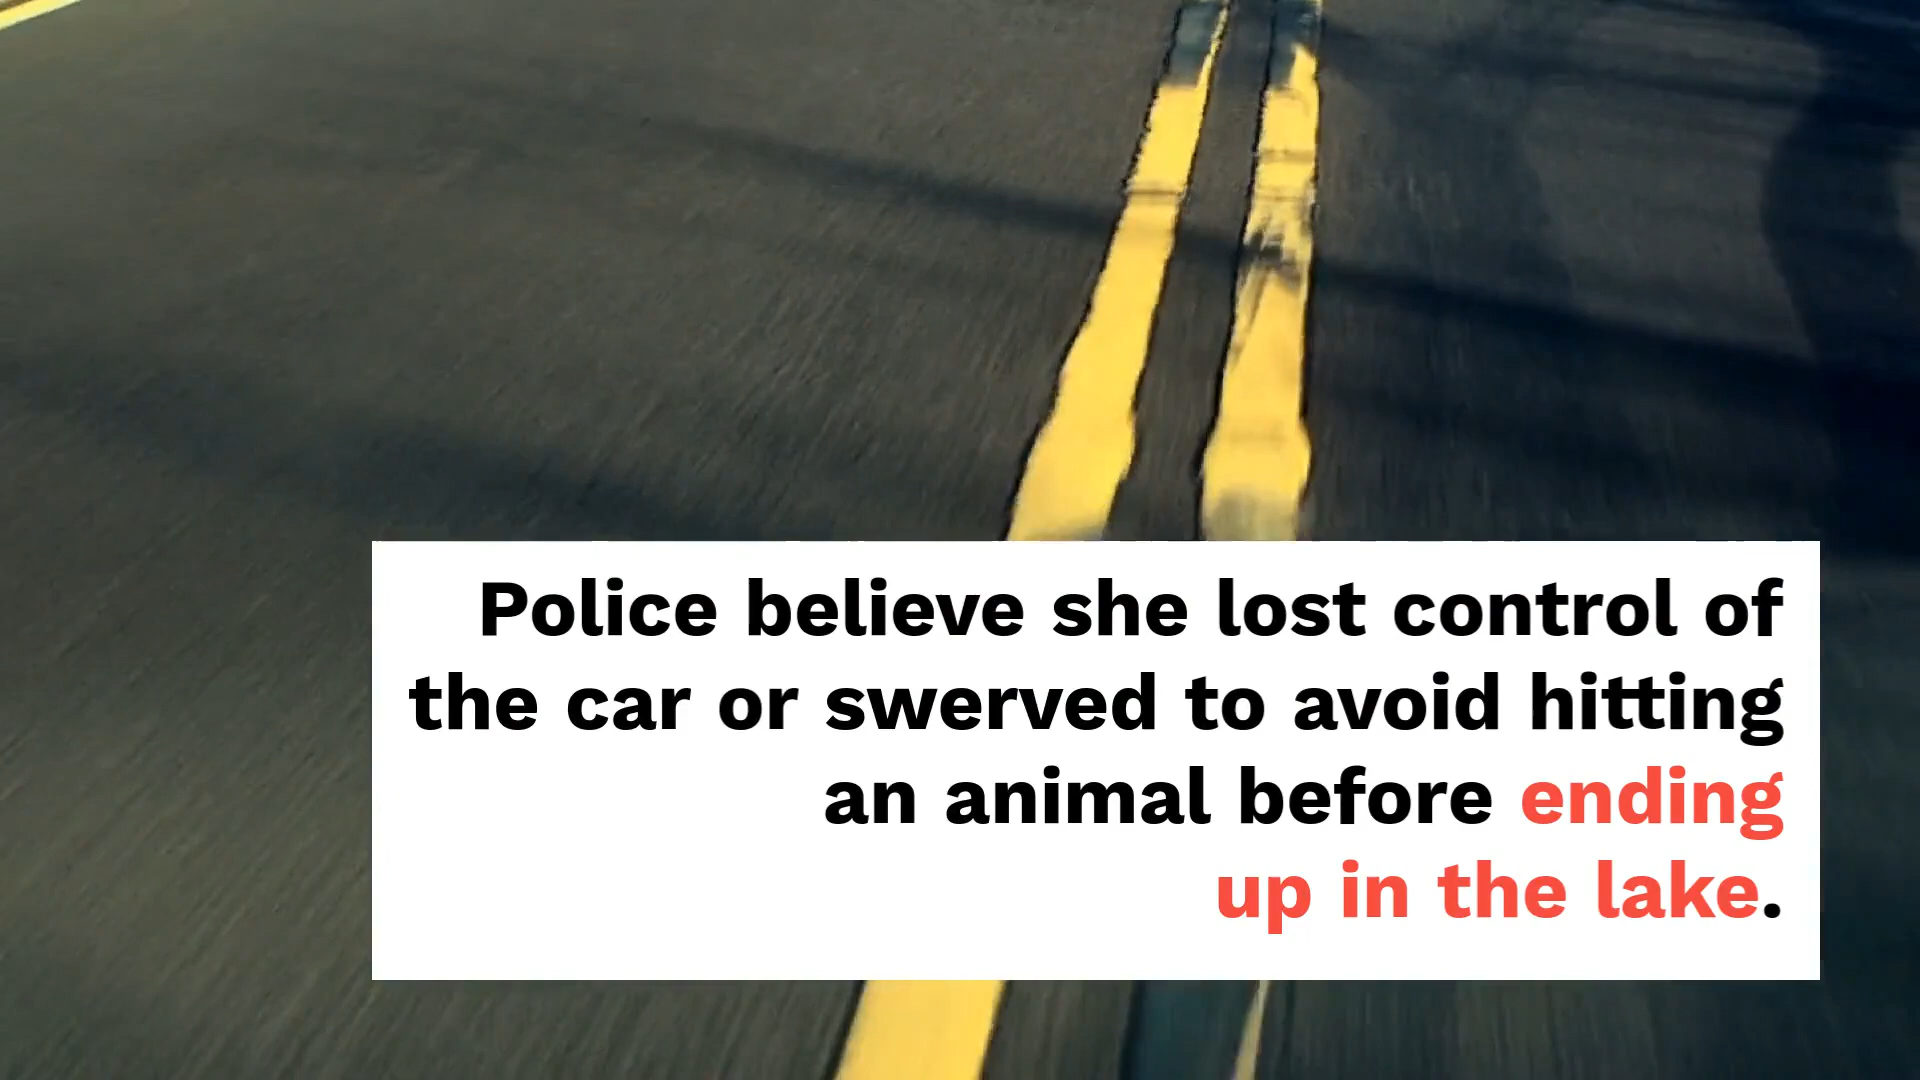 Police believe she lost control of
the car or swerved to avoid hitting
an animal before ending
up in the lake.